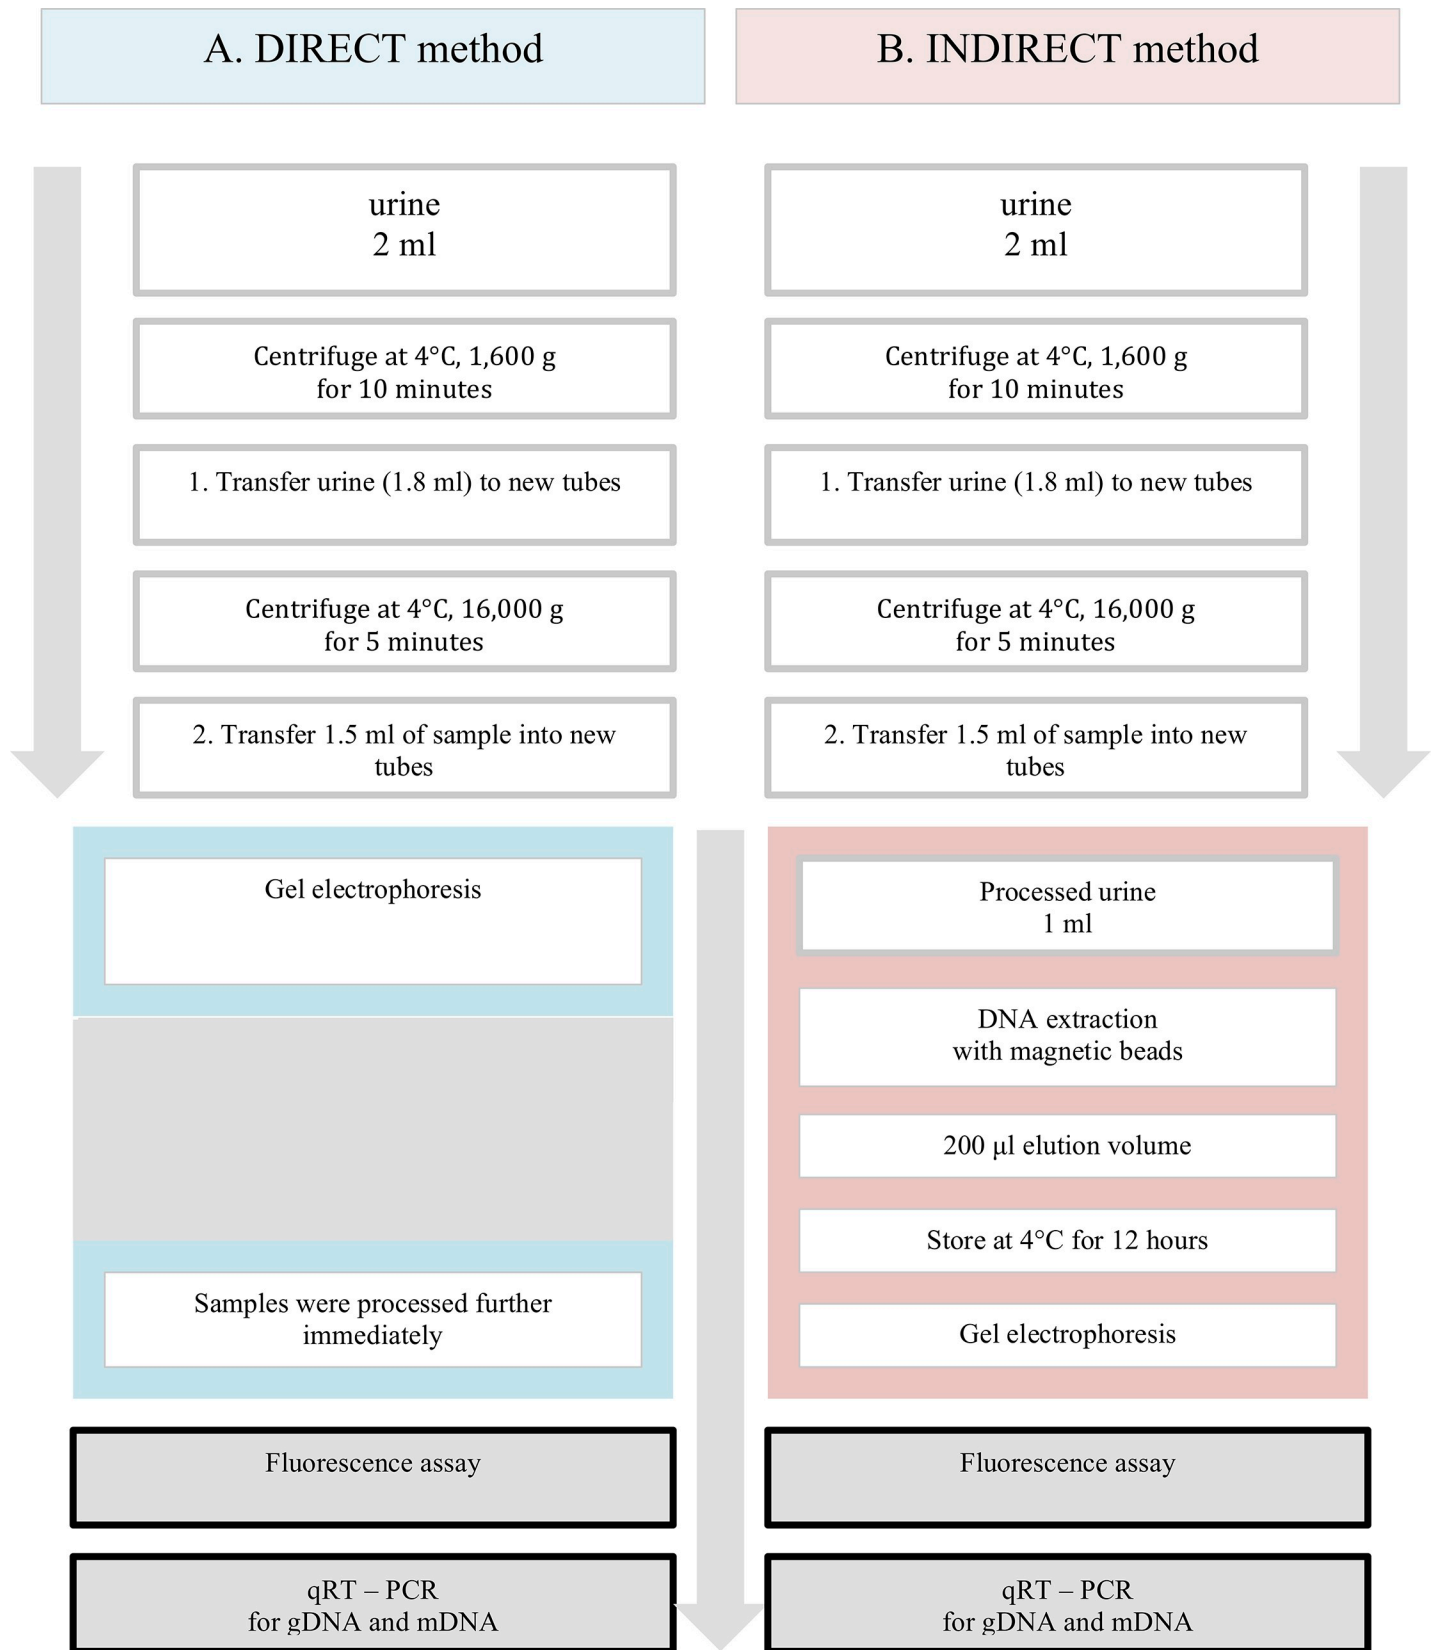 A. DIRECT method
urine
2 ml
Centrifuge at 4°C, 1,600 g
for 10 minutes
1. Transfer urine (1.8 ml) to new tubes
Centrifuge at 4°C, 16,000 g
for 5 minutes
2. Transfer 1.5 ml of sample into new
tubes
Gel electrophoresis
Samples were processed further
immediately
Fluorescence assay
qRT – PCR
for gDNA and mDNA
B. INDIRECT method
urine
2 ml
Centrifuge at 4°C, 1,600 g
for 10 minutes
1. Transfer urine (1.8 ml) to new tubes
Centrifuge at 4°C, 16,000 g
for 5 minutes
2. Transfer 1.5 ml of sample into new
tubes
Processed urine
1 ml
DNA extraction
with magnetic beads
200 μl elution volume
Store at 4°C for 12 hours
Gel electrophoresis
Fluorescence assay
qRT – PCR
for gDNA and mDNA